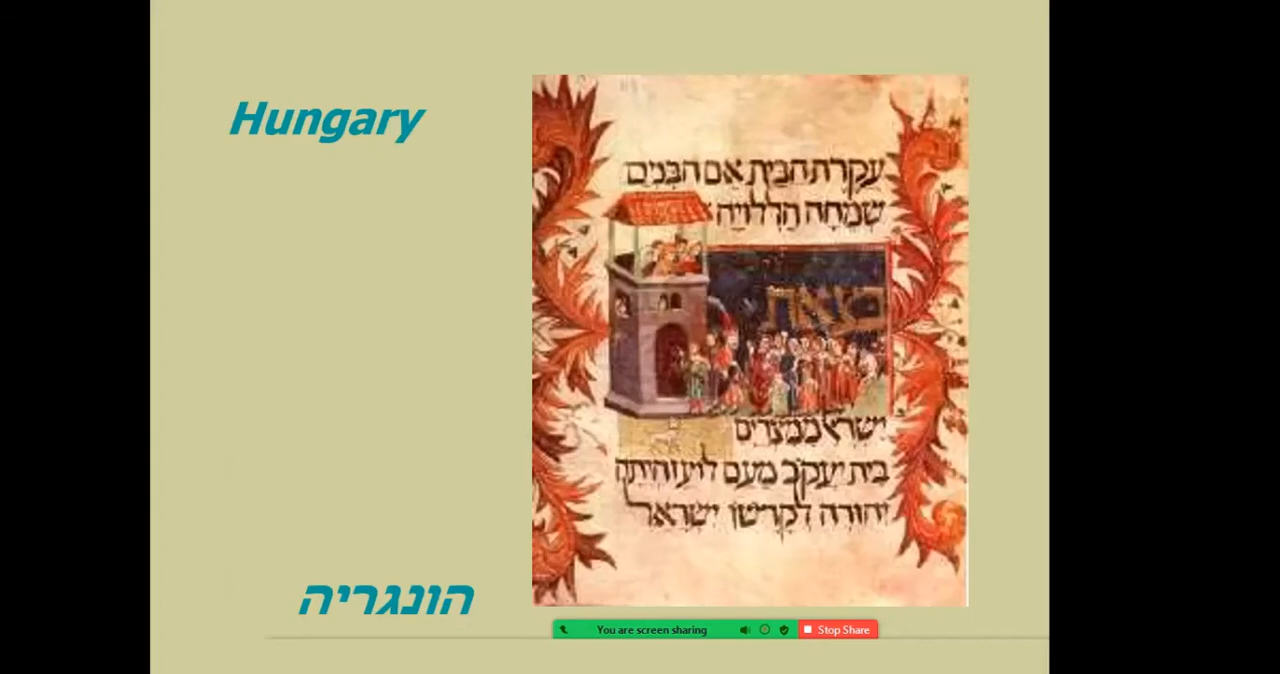 Hungary
עקרת הבית אם הבנים
שמחה הללויה
בצאת
ישראל ממצרים
בית יעקב מעם לועז היתה
יהודה לקדשו ישראל
הונגריה
You are screen sharing
Stop Share